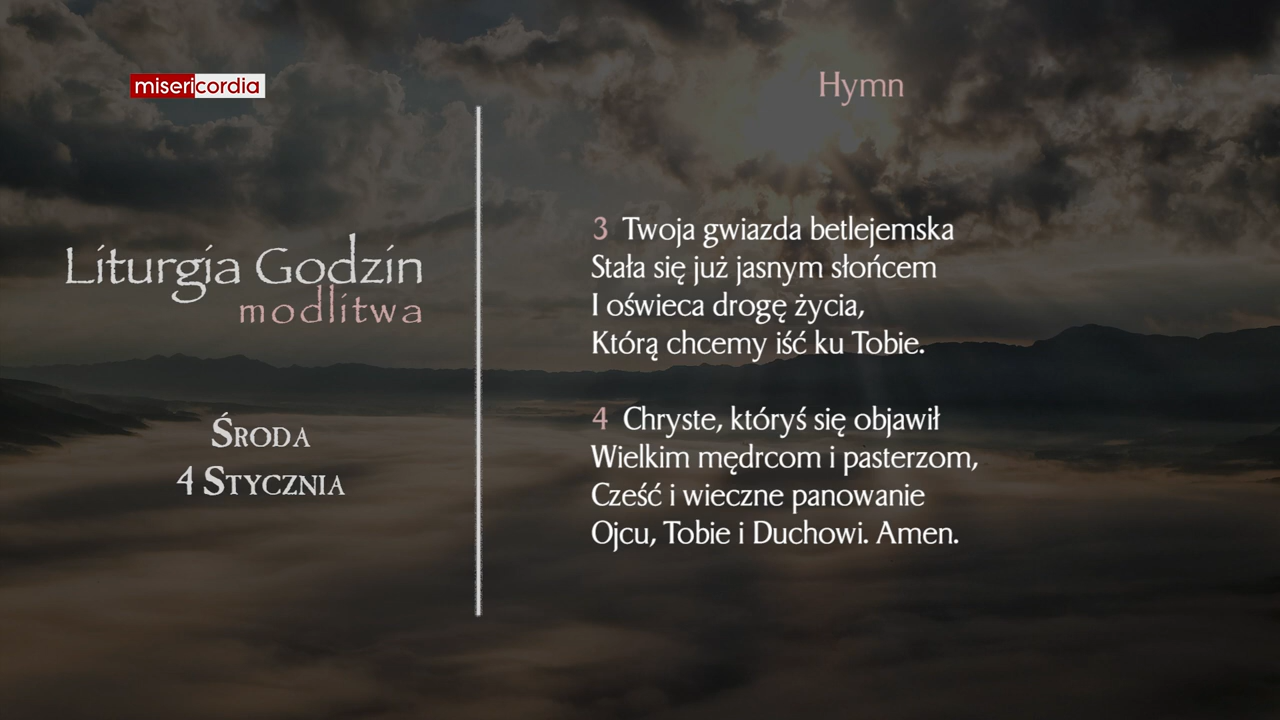 misericordia
Liturgia Godzin
modlitwa
Środa
4 Stycznia
Hymn
3 Twoja gwiazda betlejemska
Stała się już jasnym słońcem
I oświeca drogę życia,
Którą chcemy iść ku Tobie.
4 Chryste, któryś się objawił
Wielkim mędrcom i pasterzom,
Cześć i wieczne panowanie
Ojcu, Tobie i Duchowi. Amen.